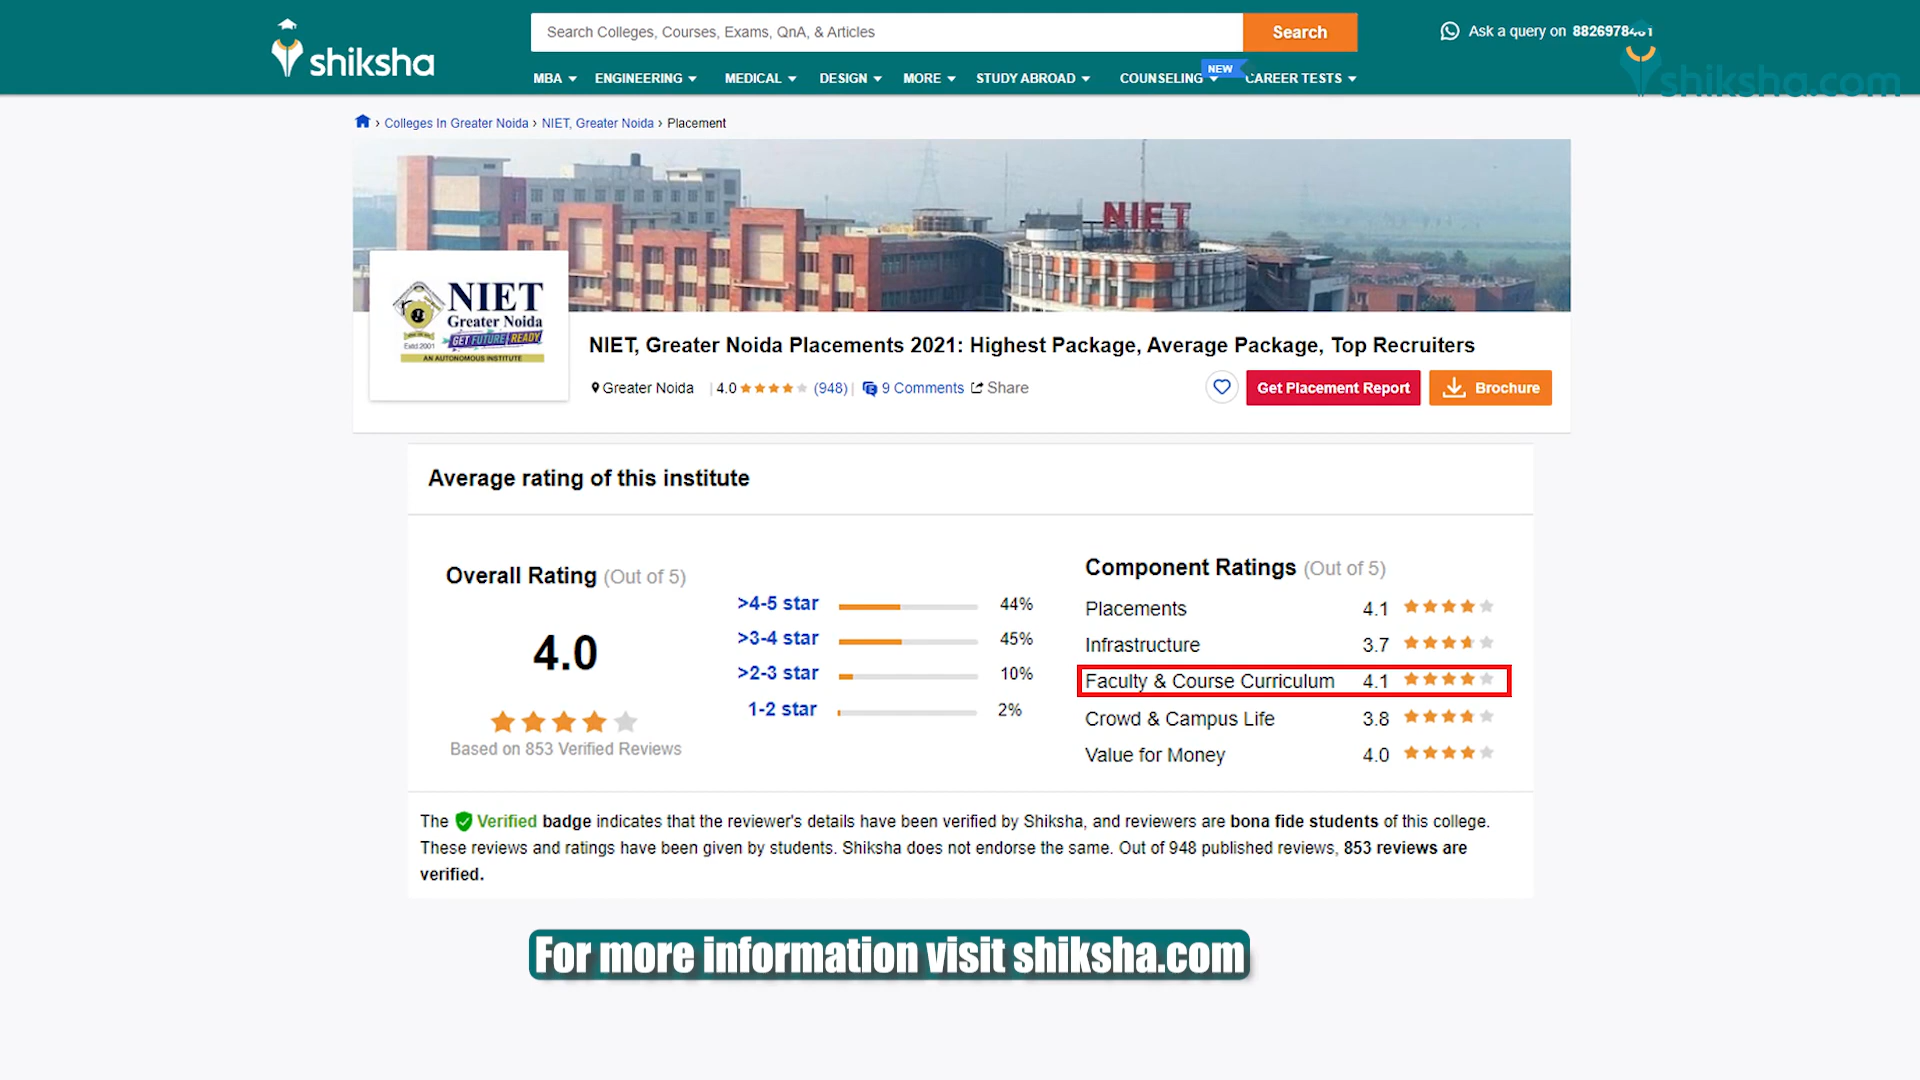 shiksha
Search Colleges, Courses, Exams, QnA, & Articles
Search
Ask a query on
MBA ENGINEERING MEDICAL DESIGN MORE STUDY ABROAD COUNSELING NEW CAREER TESTS
shiksha.com
› Colleges In Greater Noida › NIET, Greater Noida › Placement
NIET
NIET
Greater Noida
GET FUTURE READY
Estd.2001
AN AUTONOMOUS INSTITUTE
NIET, Greater Noida Placements 2021: Highest Package, Average Package, Top Recruiters
Greater Noida | 4.0 (948) | 9 Comments Share
Get Placement Report
Brochure
Average rating of this institute
Overall Rating (Out of 5)
4.0
Based on 853 Verified Reviews
>4-5 star 44%
>3-4 star 45%
>2-3 star 10%
1-2 star 2%
Component Ratings (Out of 5)
Placements 4.1
Infrastructure 3.7
Faculty & Course Curriculum 4.1
Crowd & Campus Life 3.8
Value for Money 4.0
The Verified badge indicates that the reviewer's details have been verified by Shiksha, and reviewers are bona fide students of this college.
These reviews and ratings have been given by students. Shiksha does not endorse the same. Out of 948 published reviews, 853 reviews are
verified.
For more information visit shiksha.com